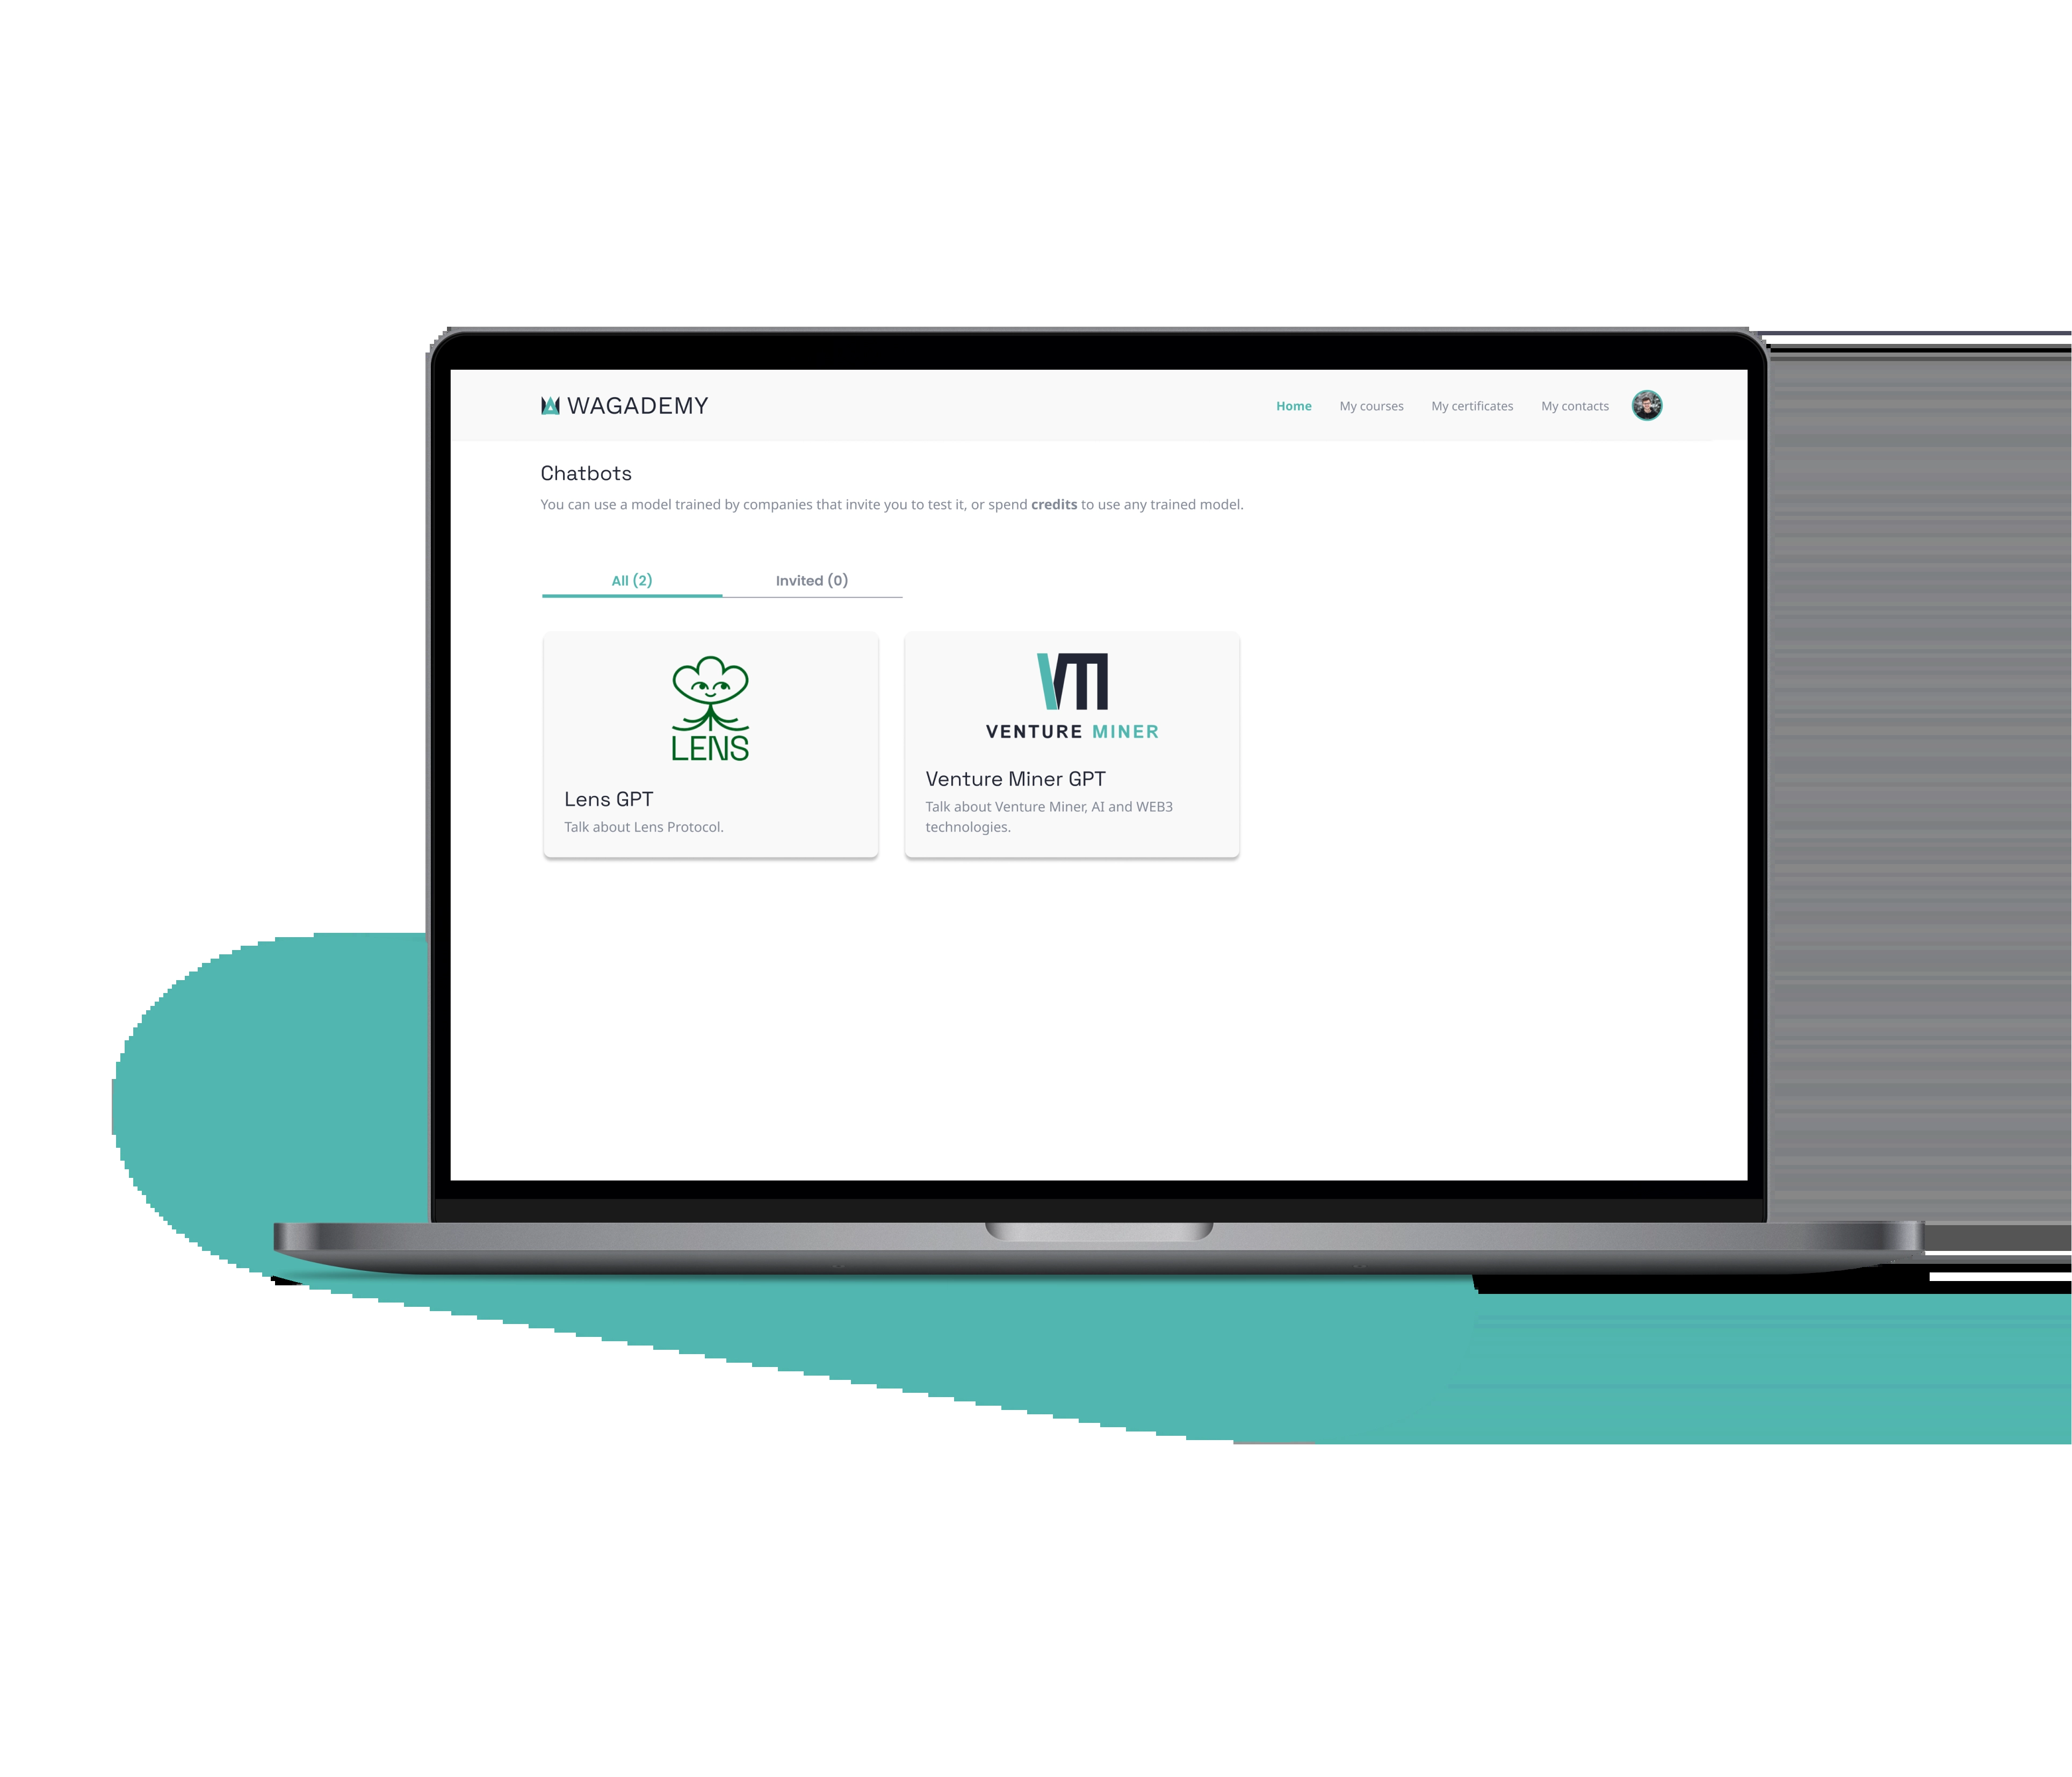 WAGADEMY
Home My courses My certificates My contacts
Chatbots
You can use a model trained by companies that invite you to test it, or spend credits to use any trained model.
All (2) Invited (0)
LENS
Lens GPT
Talk about Lens Protocol.
VENTURE MINER
Venture Miner GPT
Talk about Venture Miner, AI and WEB3
technologies.